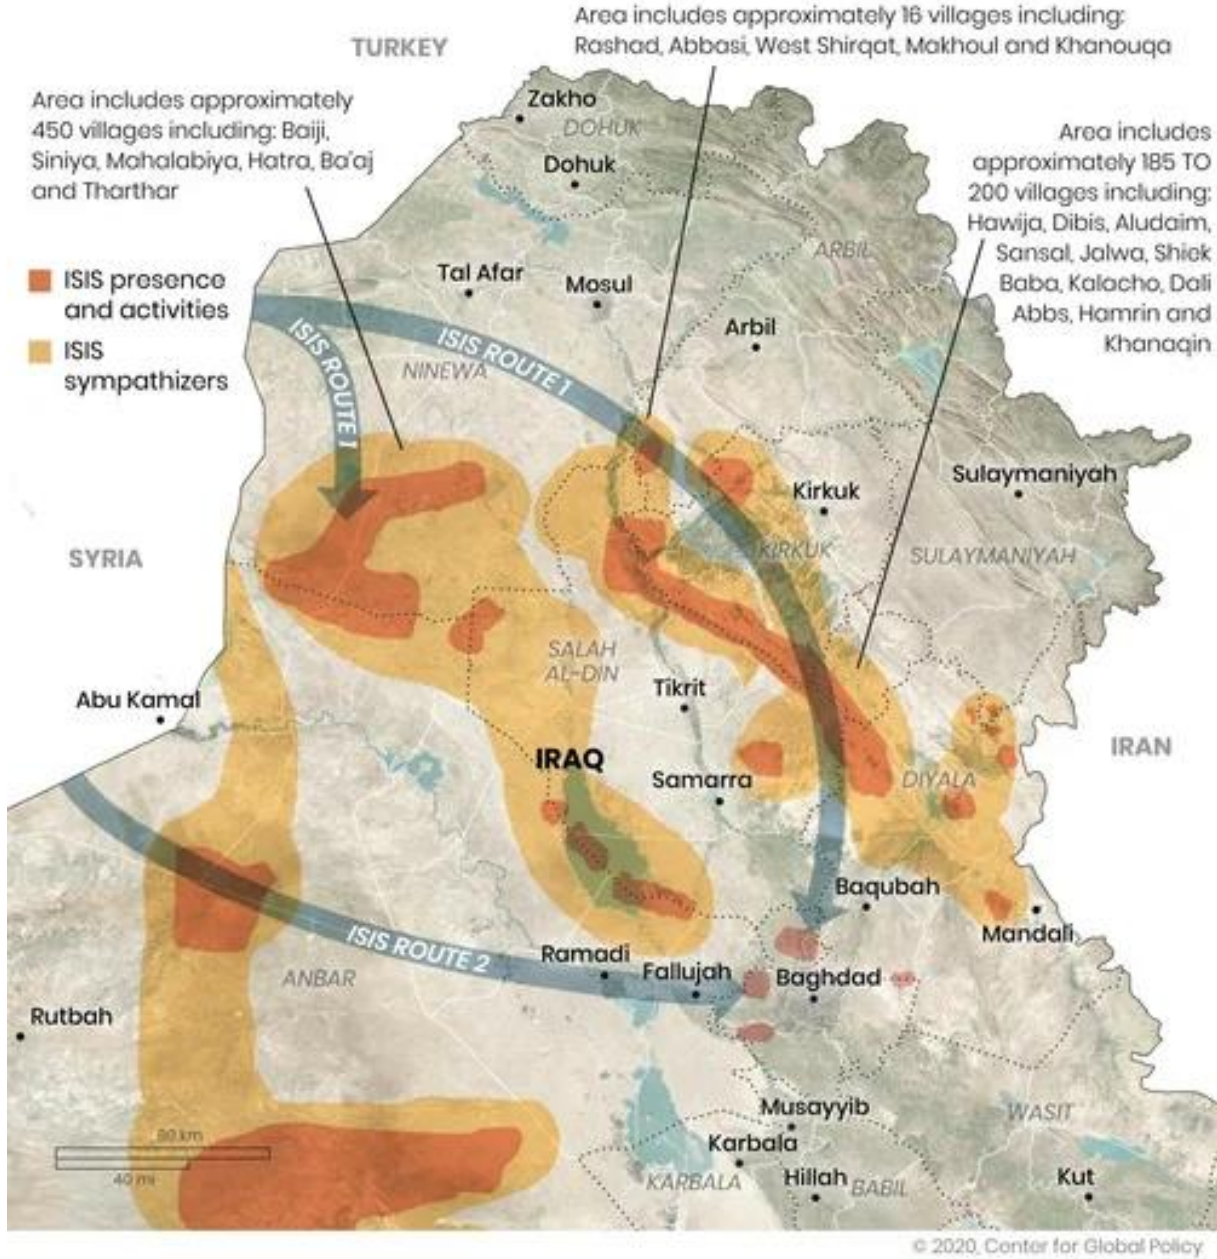 Area includes approximately 16 villages including:
Rashad, Abbasi, West Shirqat, Makhoul and Khanouqa
TURKEY
Area includes approximately
450 villages including: Baiji,
Siniya, Mahalabiya, Hatra, Ba'aj
and Tharthar
Zakho
DOHUK
Dohuk
Area includes
approximately 185 TO
200 villages including:
Hawija, Dibis, Aludaim,
Sansal, Jalwa, Shiek
Baba, Kalacho, Dali
Abbs, Hamrin and
Khanaqin
ARBIL
ISIS presence
and activities
ISIS
sympathizers
Tal Afar
Mosul
Arbil
ISIS ROUTE 1
ISIS ROUTE 1
NINEWA
Kirkuk
Sulaymaniyah
SYRIA
KIRKUK
SULAYMANIYAH
SALAH
AL-DIN
Abu Kamal
Tikrit
IRAQ
IRAN
Samarra
DIYALA
Baqubah
Mandali
ISIS ROUTE 2
Ramadi
Fallujah
Baghdad
ANBAR
Rutbah
Musayyib
WASIT
80 km
40 mi
Karbala
KARBALA
Hillah
BABIL
Kut
© 2020, Center for Global Policy